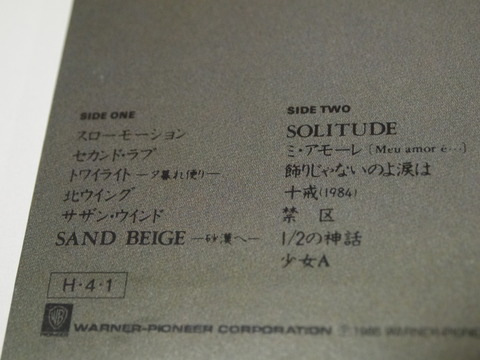 SIDE ONE
スローモーション
セカンド・ラブ
トワイライト —夕暮れ便り—
北ウイング
サザン・ウインド
SAND BEIGE —砂漠へ—
SIDE TWO
SOLITUDE
ミ・アモーレ〔Meu amor é…〕
飾りじゃないのよ涙は
十戒(1984)
禁区
1/2の神話
少女A
H・4・1
PIONEER
WARNER-PIONEER CORPORATION ℗1985 WARNER-PIONEER